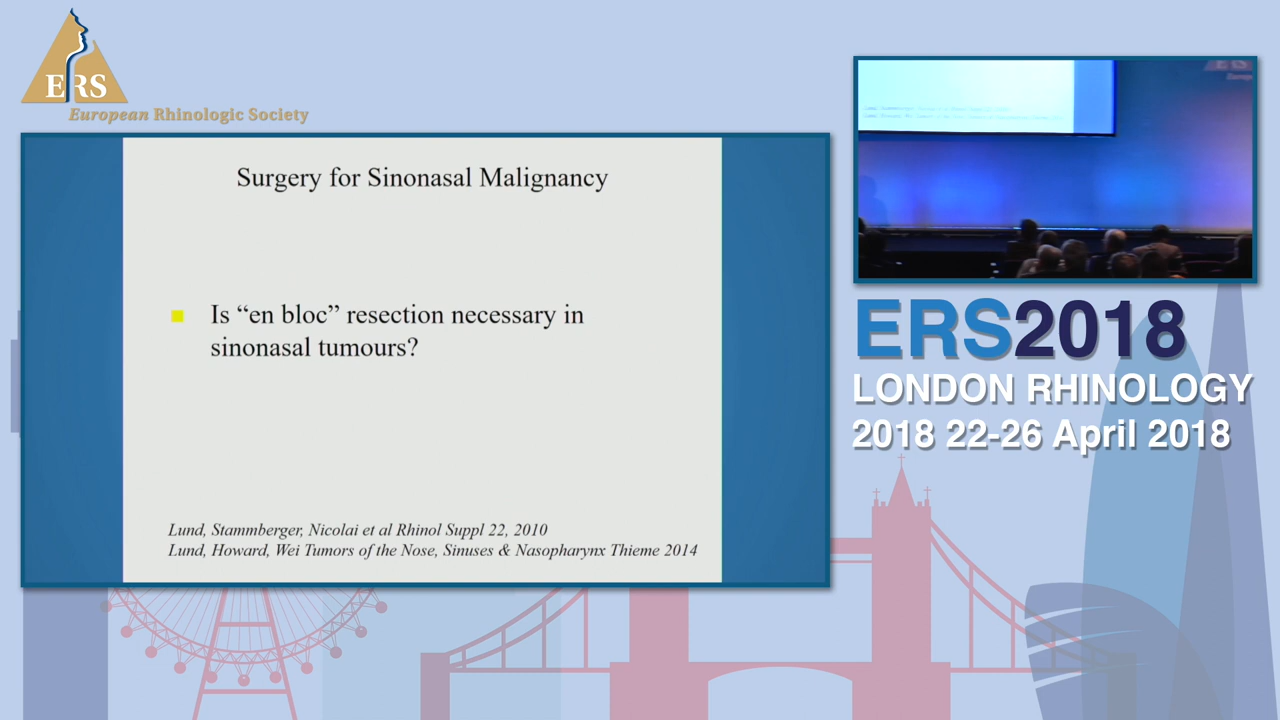 ERS
European Rhinologic Society
Surgery for Sinonasal Malignancy
Is “en bloc” resection necessary in
sinonasal tumours?
Lund, Stammberger, Nicolai et al Rhinol Suppl 22, 2010
Lund, Howard, Wei Tumors of the Nose, Sinuses & Nasopharynx Thieme 2014
ERS2018
LONDON RHINOLOGY
2018 22-26 April 2018